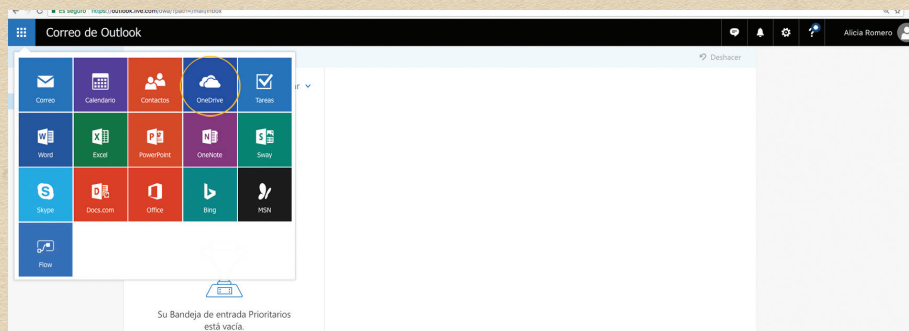 Es seguro https://outlook.live.com/owa/?path=/mail/inbox
Correo de Outlook
Alicia Romero
Deshacer
Correo
Calendario
Contactos
OneDrive
Tareas
Word
Excel
PowerPoint
OneNote
Sway
Skype
Docs.com
Office
Bing
MSN
Flow
Su Bandeja de entrada Prioritarios
está vacía.